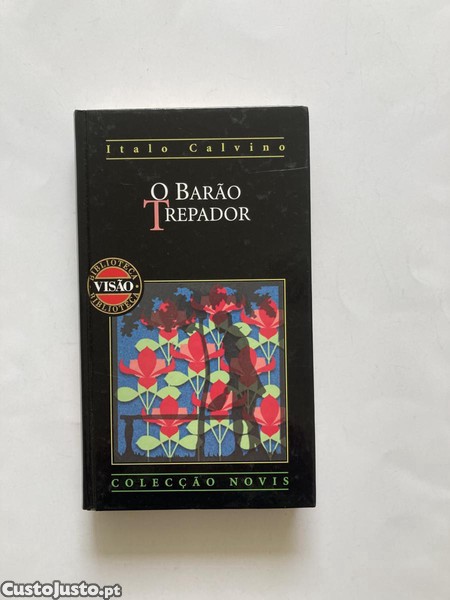 Italo Calvino
O BARÃO
TREPADOR
BIBLIOTECA
VISÃO
BIBLIOTECA
COLECÇÃO NOVIS
CustoJusto.pt